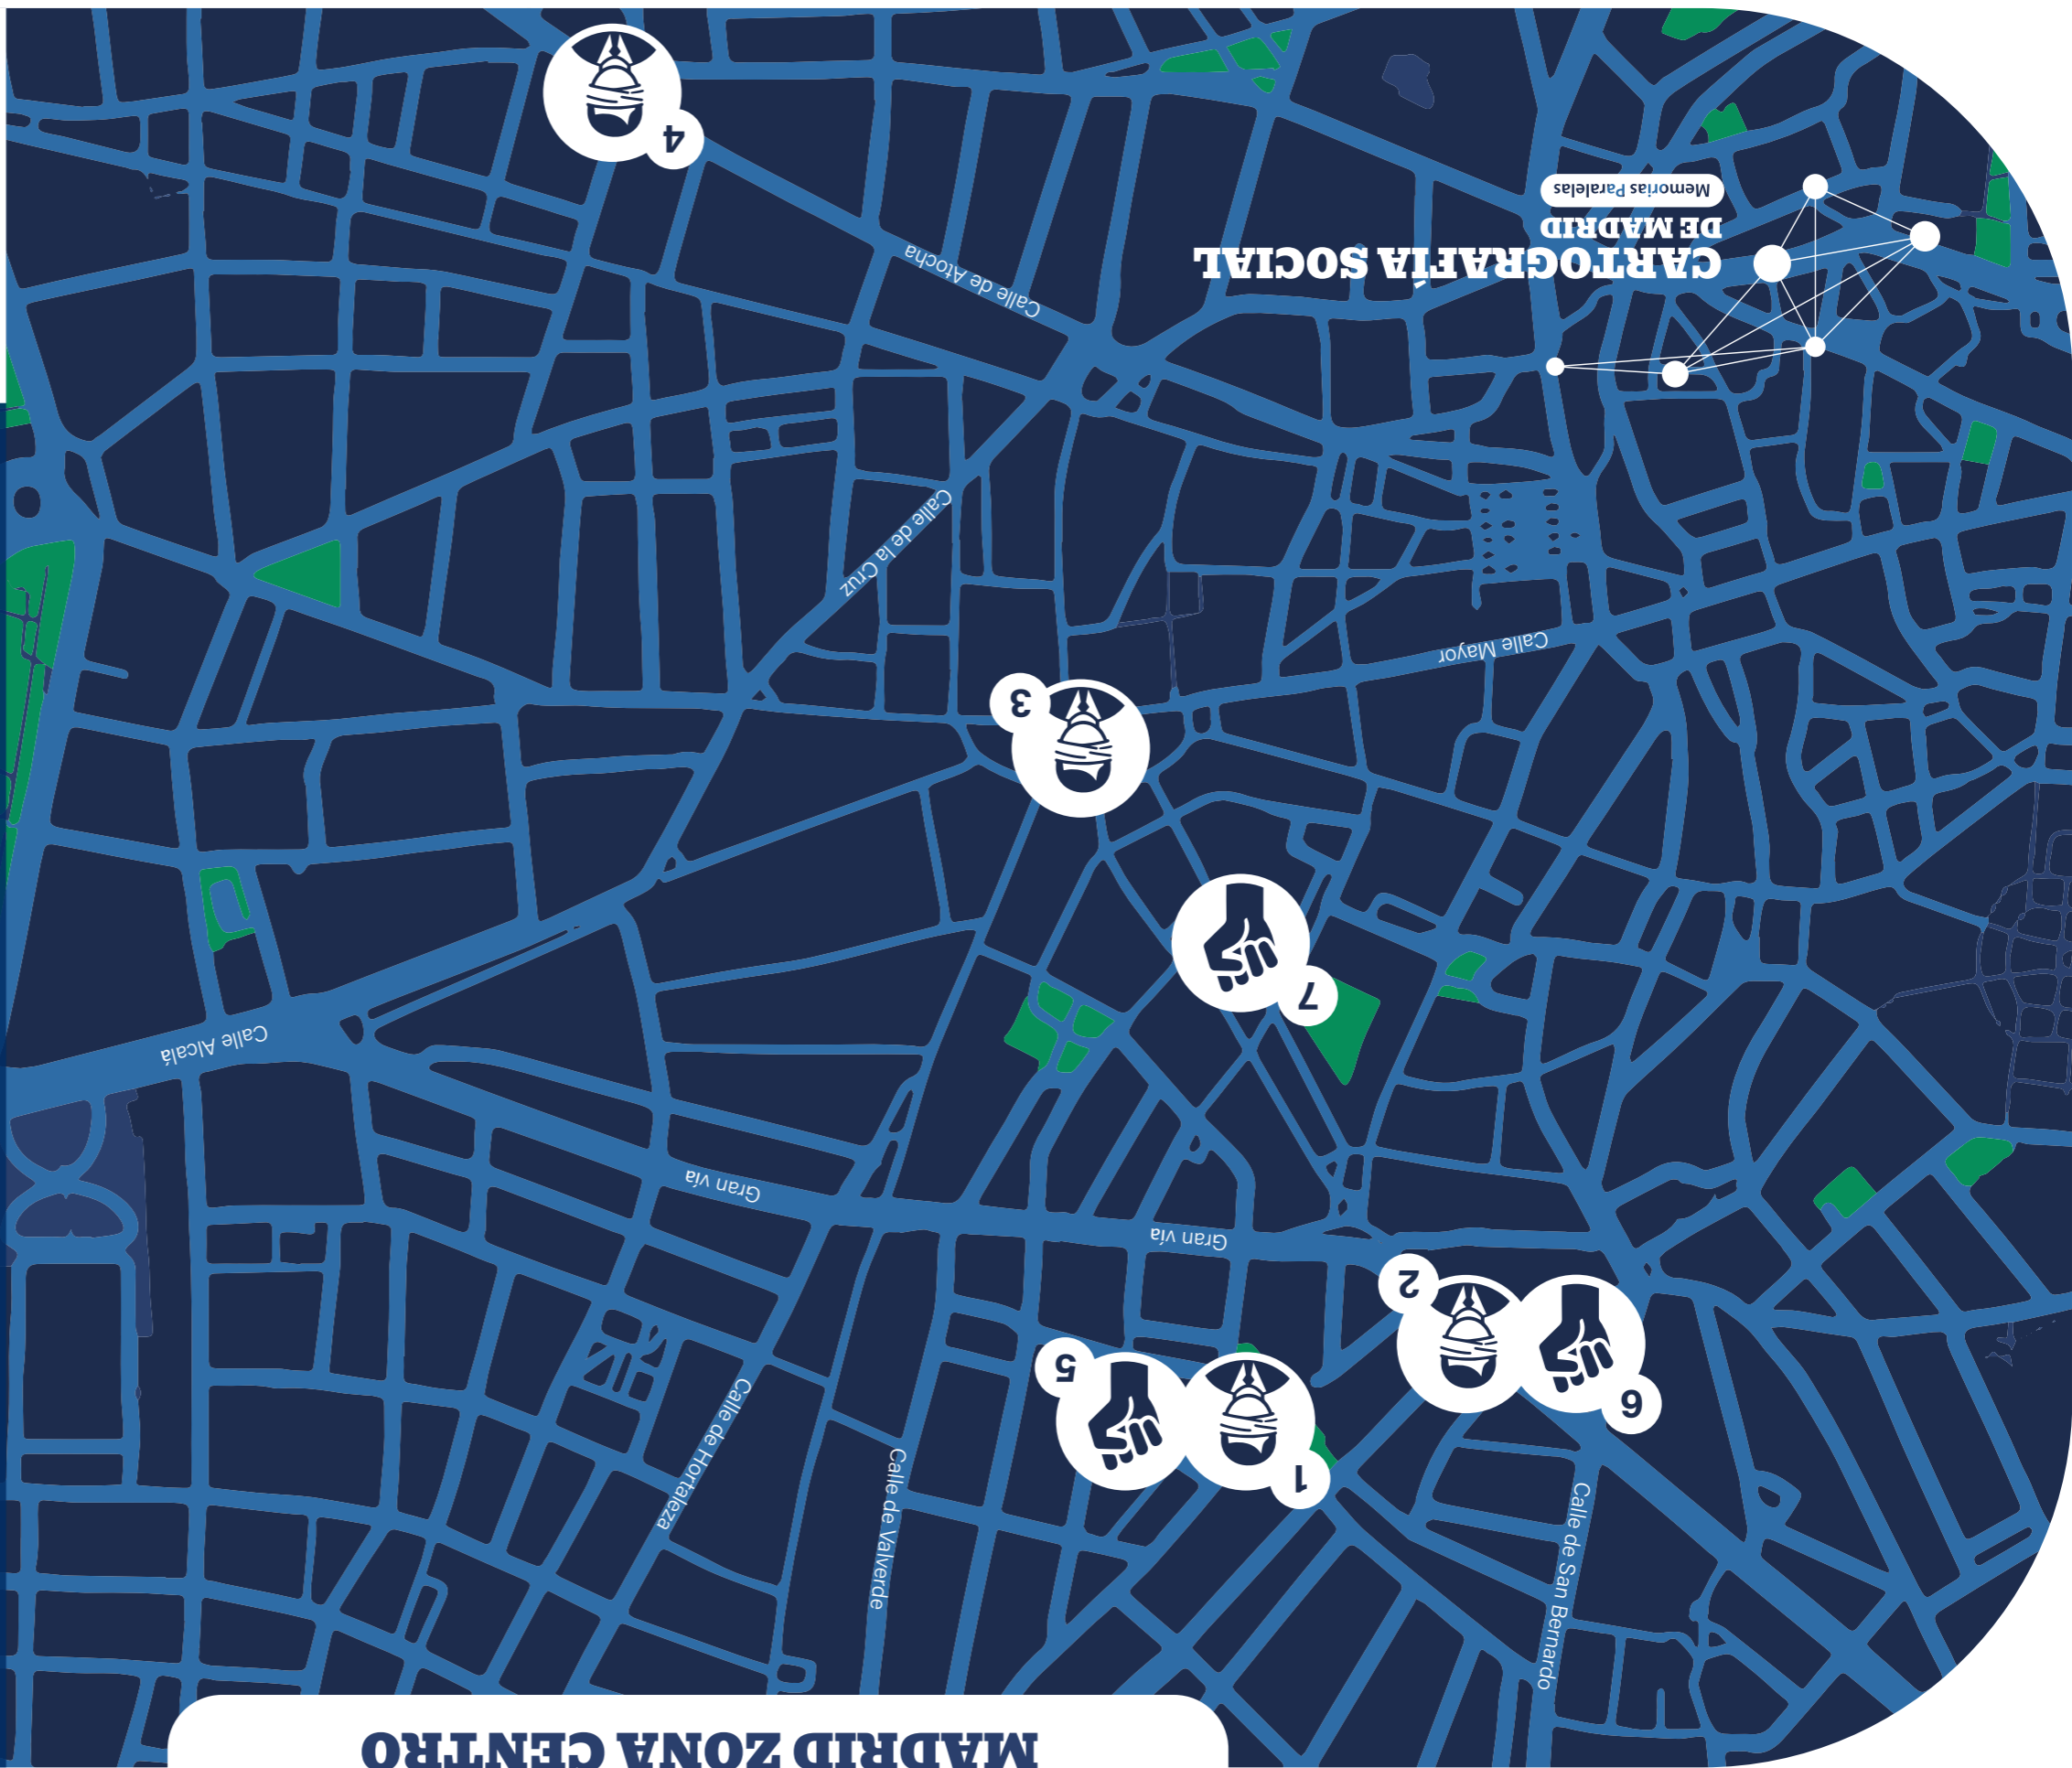 MADRID ZONA CENTRO
Calle de San Bernardo
Calle de Valverde
1
Calle de Hortaleza
6
5
2
Gran vía
Gran vía
Calle Alcalá
7
3
Calle Mayor
Calle de la Cruz
Calle de Atocha
CARTOGRAFÍA SOCIAL
DE MADRID
Memorias Paralelas
4